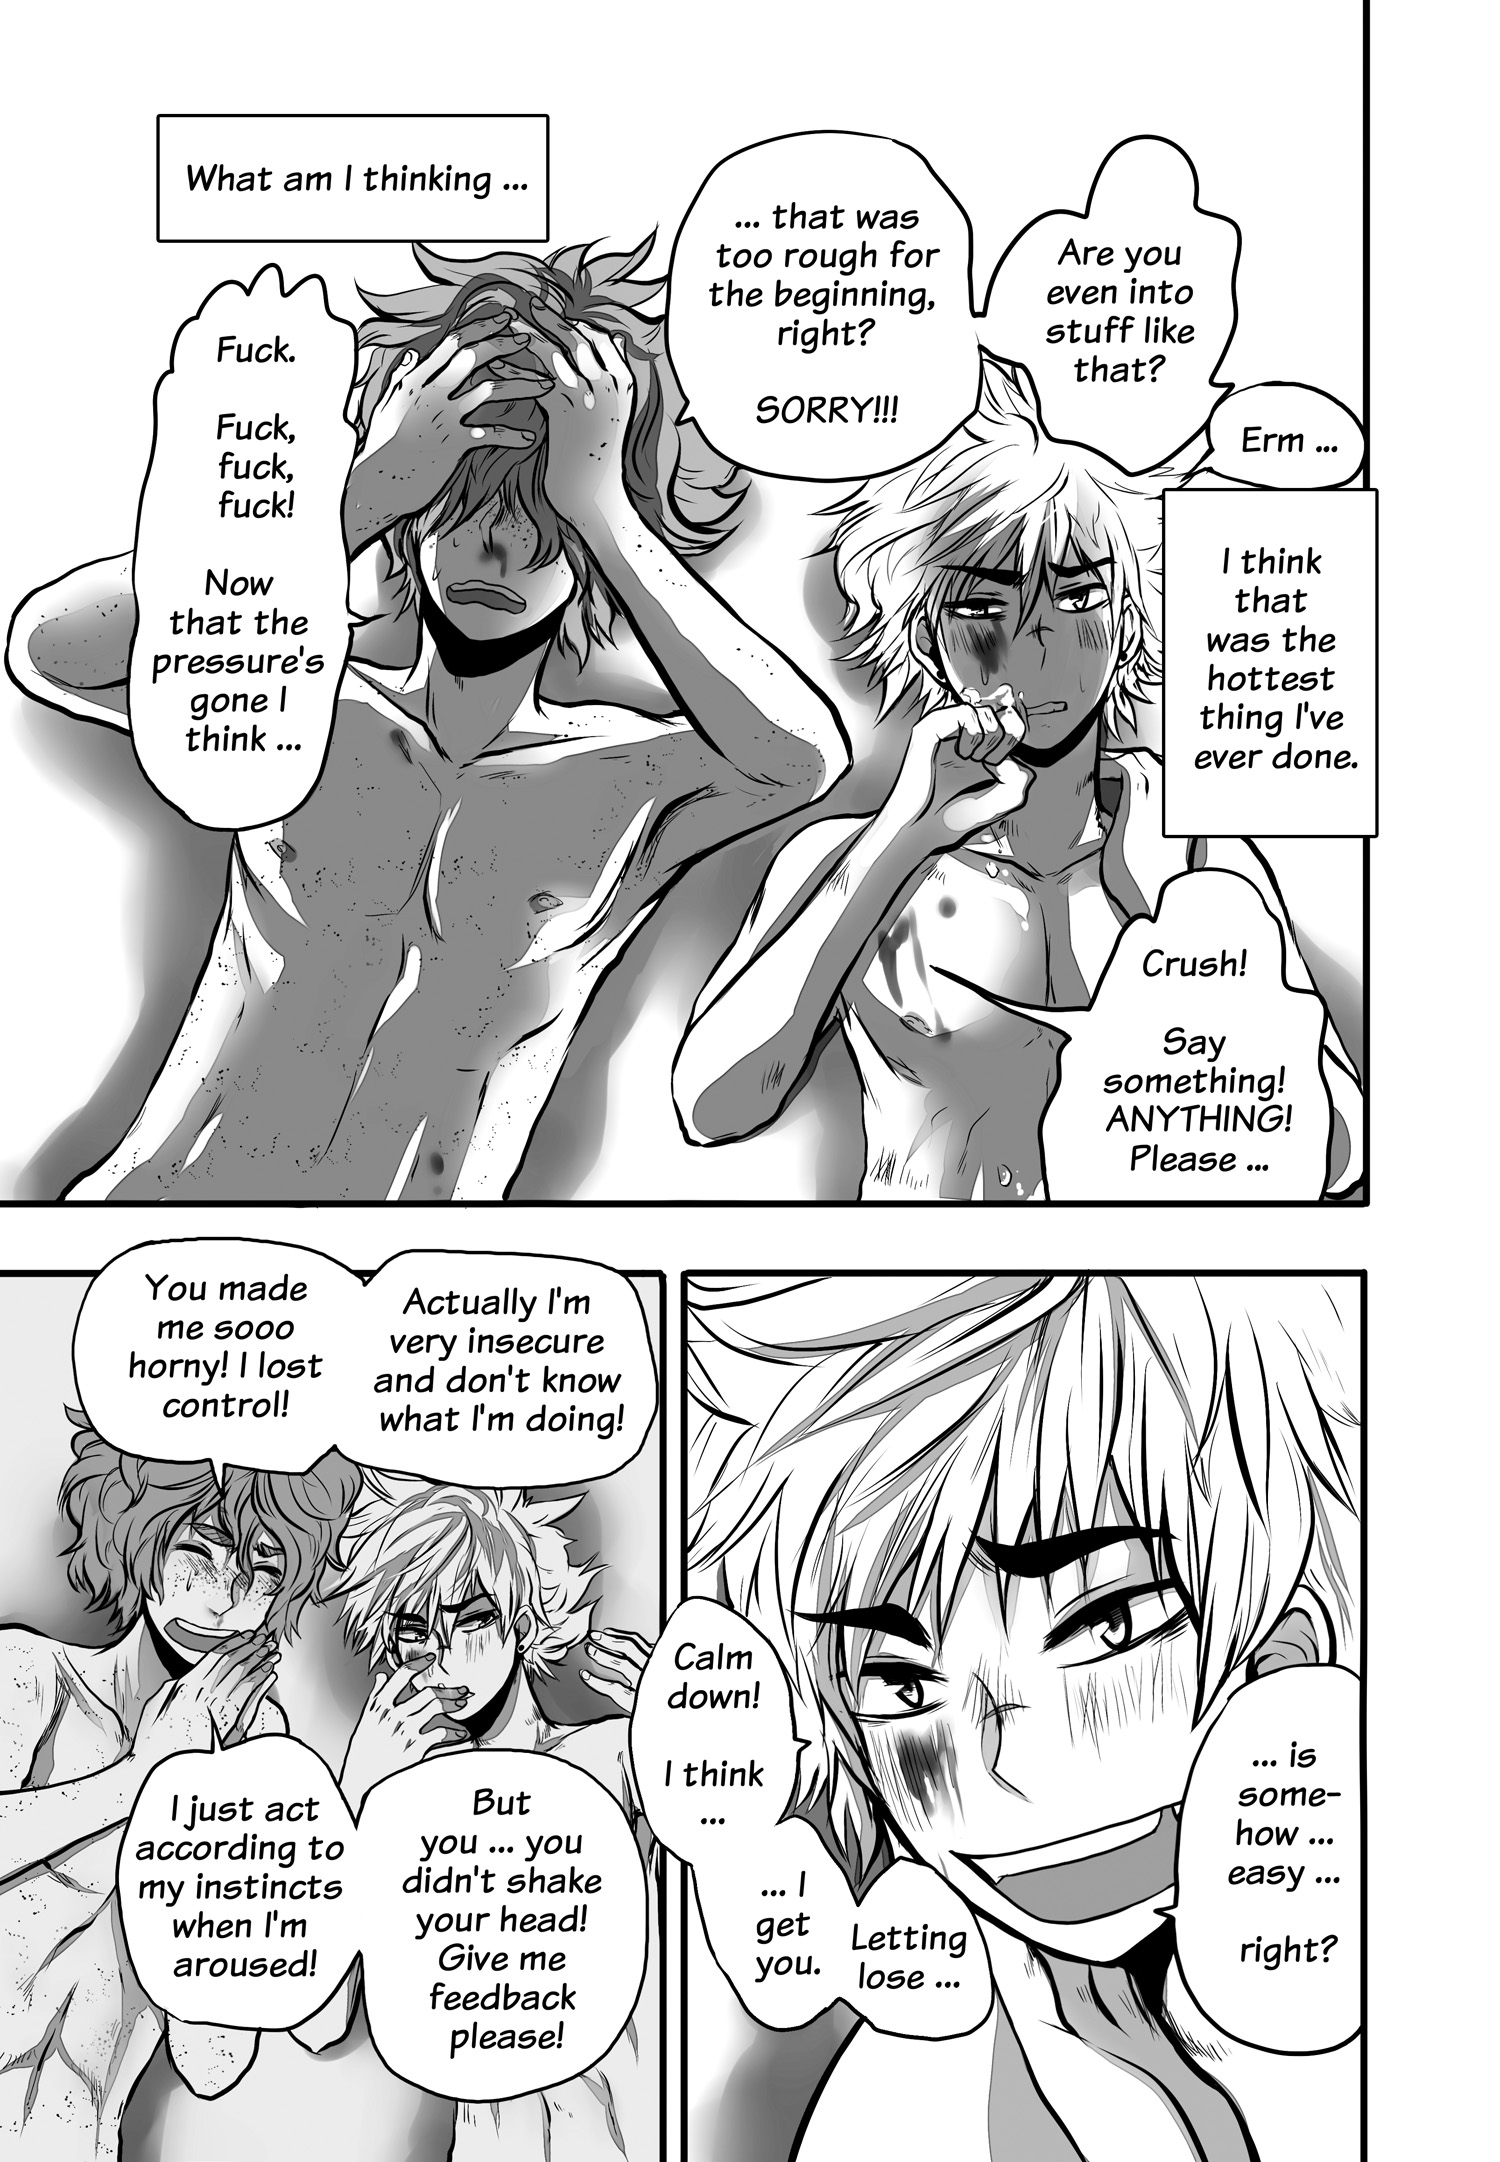 What am I thinking ...
Fuck.
Fuck,
fuck,
fuck!
Now
that the
pressure's
gone I
think ...
... that was
too rough for
the beginning,
right?
SORRY!!!
Are you
even into
stuff like
that?
Erm ...
I think
that
was the
hottest
thing I've
ever done.
Crush!
Say
something!
ANYTHING!
Please ...
You made
me sooo
horny! I lost
control!
Actually I'm
very insecure
and don't know
what I'm doing!
I just act
according to
my instincts
when I'm
aroused!
But
you ... you
didn't shake
your head!
Give me
feedback
please!
Calm
down!
I think
...
... I
get
you.
Letting
lose ...
... is
some-
how ...
easy ...
right?